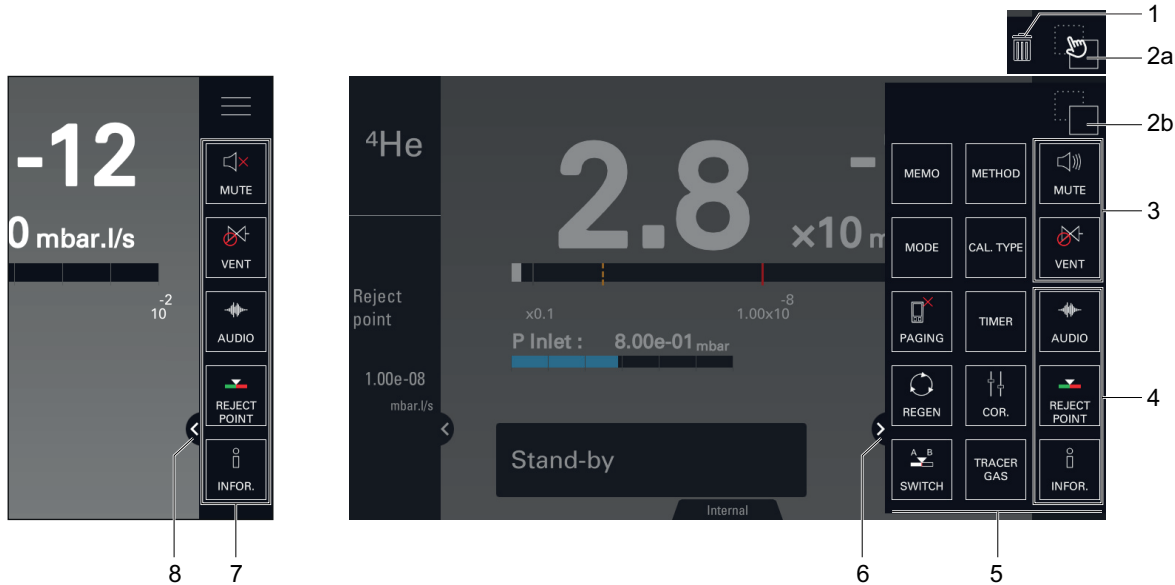 1
2a
2b
-12
0 mbar.l/s
-2
10
MUTE
VENT
AUDIO
REJECT
POINT
INFOR.
8
7
4He
Reject
point
1.00e-08
mbar.l/s
2.8
-
×10 m
x0.1
-8
1.00x10
P Inlet : 8.00e-01 mbar
Stand-by
Internal
MEMO
METHOD
MUTE
MODE
CAL. TYPE
VENT
PAGING
TIMER
AUDIO
REGEN
COR.
REJECT
POINT
A B
SWITCH
TRACER
GAS
INFOR.
3
4
6
5